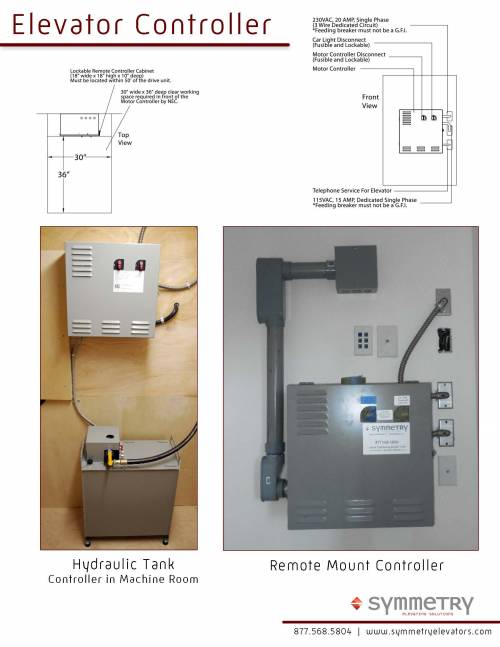 Elevator Controller
230VAC, 20 AMP, Single Phase
(3 Wire Dedicated Circuit)
*Feeding breaker must not be a G.F.I.
Car Light Disconnect
(Fusible and Lockable)
Motor Controller Disconnect
(Fusible and Lockable)
Motor Controller
Lockable Remote Controller Cabinet
(18" wide x 18" high x 10" deep)
Must be located within 50' of the drive unit.
30" wide x 36" deep clear working
space required in front of the
Motor Controller by NEC.
Top
View
30"
36"
Front
View
Telephone Service For Elevator
115VAC, 15 AMP, Dedicated Single Phase
*Feeding breaker must not be a G.F.I.
SYMMETRY
Hydraulic Tank
Controller in Machine Room
Remote Mount Controller
SYMMETRY
ELEVATING SOLUTIONS
877.568.5804 | www.symmetryelevators.com